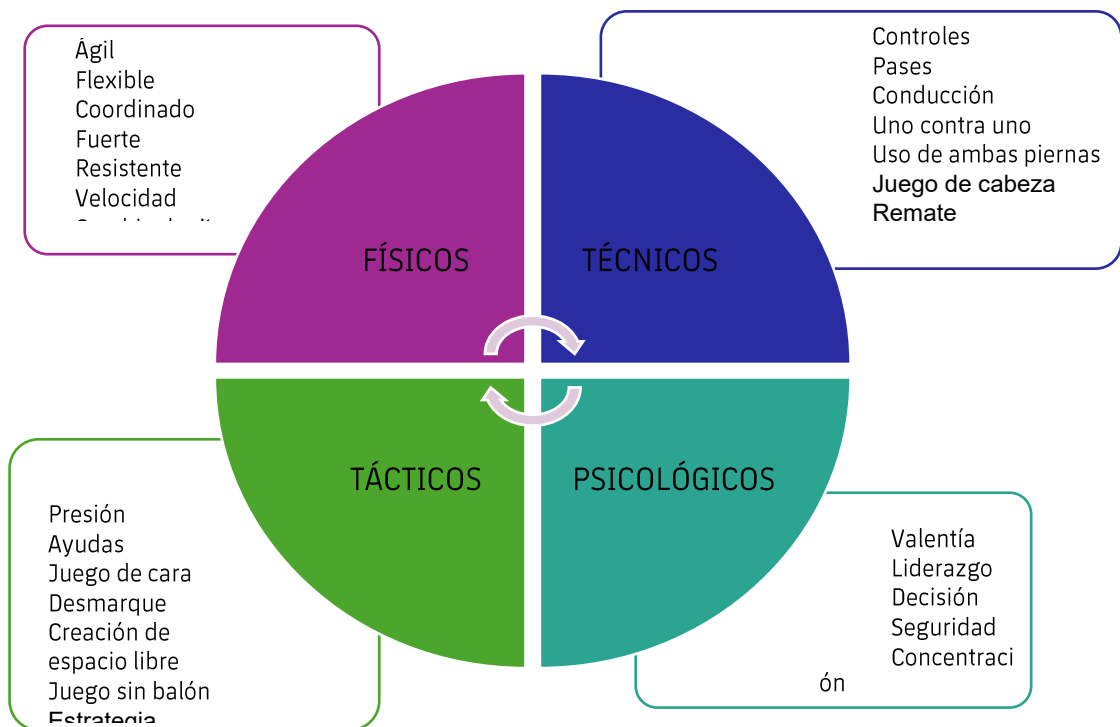 Ágil
Flexible
Coordinado
Fuerte
Resistente
Velocidad
FÍSICOS
Controles
Pases
Conducción
Uno contra uno
Uso de ambas piernas
Juego de cabeza
Remate
TÉCNICOS
TÁCTICOS
Presión
Ayudas
Juego de cara
Desmarque
Creación de
espacio libre
Juego sin balón
Estrategia
PSICOLÓGICOS
Valentía
Liderazgo
Decisión
Seguridad
Concentraci
ón